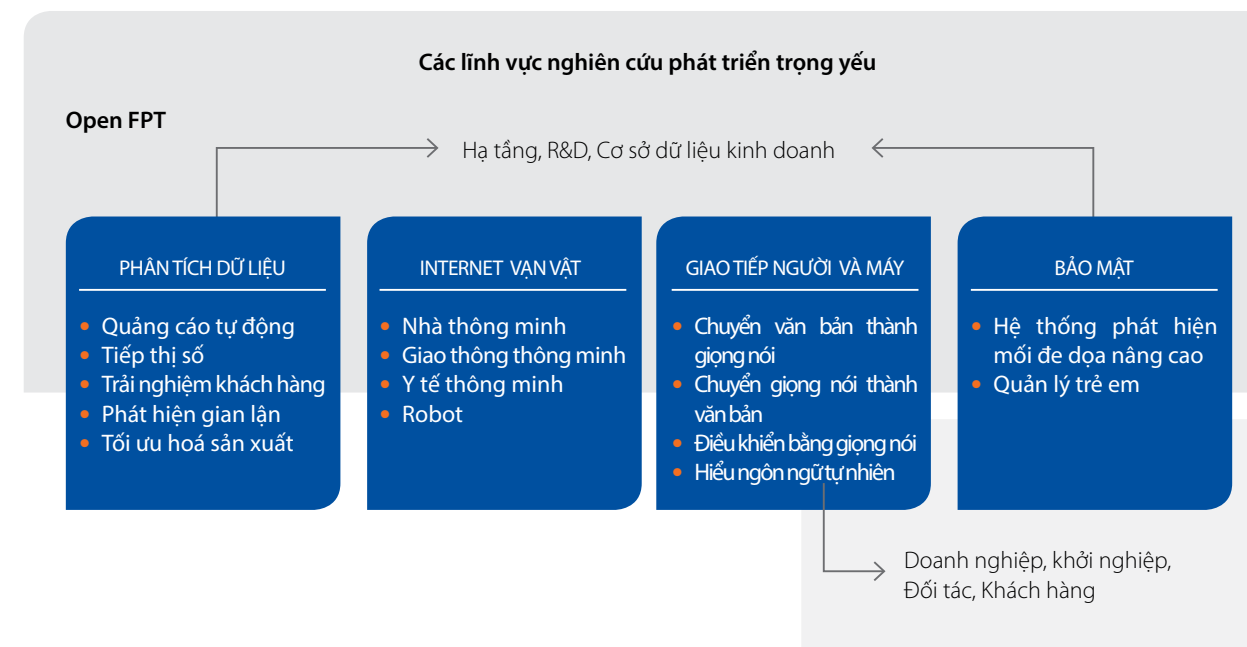 Các lĩnh vực nghiên cứu phát triển trọng yếu
Open FPT
Hạ tầng, R&D, Cơ sở dữ liệu kinh doanh
PHÂN TÍCH DỮ LIỆU
• Quảng cáo tự động
• Tiếp thị số
• Trải nghiệm khách hàng
• Phát hiện gian lận
• Tối ưu hoá sản xuất
INTERNET VẠN VẬT
• Nhà thông minh
• Giao thông thông minh
• Y tế thông minh
• Robot
GIAO TIẾP NGƯỜI VÀ MÁY
• Chuyển văn bản thành
giọng nói
• Chuyển giọng nói thành
văn bản
• Điều khiển bằng giọng nói
• Hiểu ngôn ngữ tự nhiên
BẢO MẬT
• Hệ thống phát hiện
mối đe dọa nâng cao
• Quản lý trẻ em
Doanh nghiệp, khởi nghiệp,
Đối tác, Khách hàng